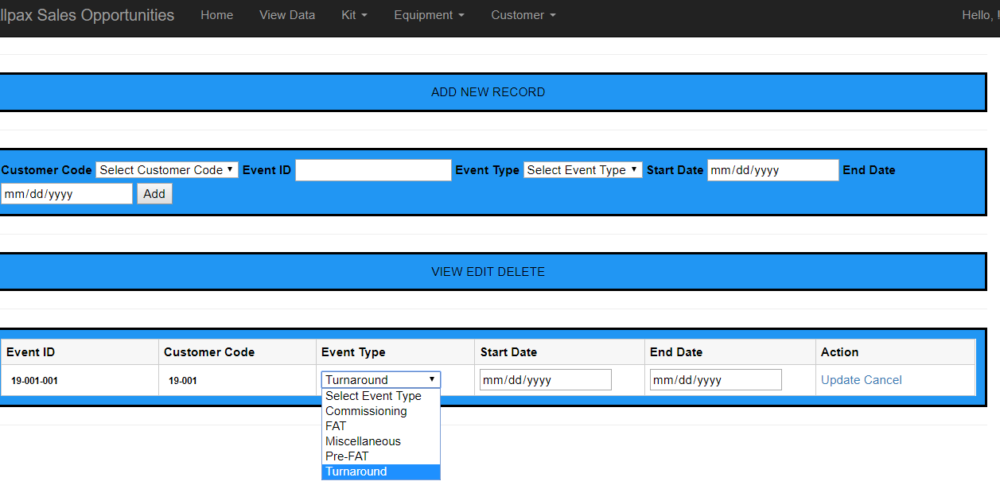 llpax Sales Opportunities Home View Data Kit Equipment Customer Hello, !
ADD NEW RECORD
Customer Code Select Customer Code Event ID Event Type Select Event Type Start Date mm/dd/yyyy End Date
mm/dd/yyyy Add
VIEW EDIT DELETE
Event ID Customer Code Event Type Start Date End Date Action
19-001-001 19-001 Turnaround mm/dd/yyyy mm/dd/yyyy Update Cancel
Select Event Type
Commissioning
FAT
Miscellaneous
Pre-FAT
Turnaround